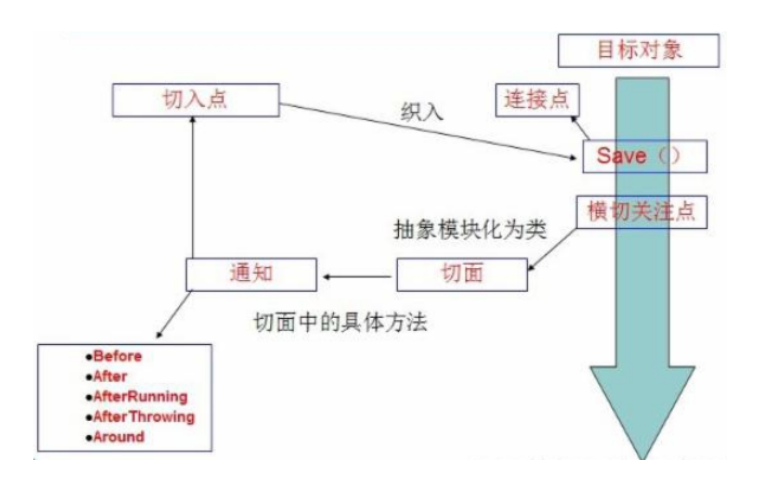 目标对象
切入点
连接点
织入
Save（）
横切关注点
抽象模块化为类
通知
切面
切面中的具体方法
●Before
●After
●AfterRunning
●AfterThrowing
●Around